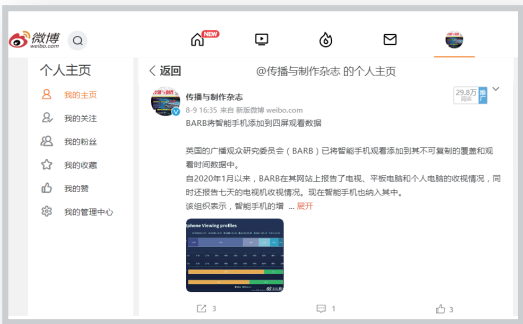 微博
weibo.com
NEW
个人主页
我的主页
我的关注
我的粉丝
我的收藏
我的赞
我的管理中心
返回
@传播与制作杂志 的个人主页
传播与制作杂志
8-9 16:35 来自 新版微博 weibo.com
29.8万
阅读
推广
BARB将智能手机添加到四屏观看数据
英国的广播观众研究委员会（BARB）已将智能手机观看添加到其不可复制的覆盖和观
看时间数据中。
自2020年1月以来，BARB在其网站上报告了电视、平板电脑和个人电脑的收视情况，同
时还报告七天的电视机收视情况。现在智能手机也纳入其中。
该组织表示，智能手机的增 ... 展开
phone Viewing profiles
3
1
3